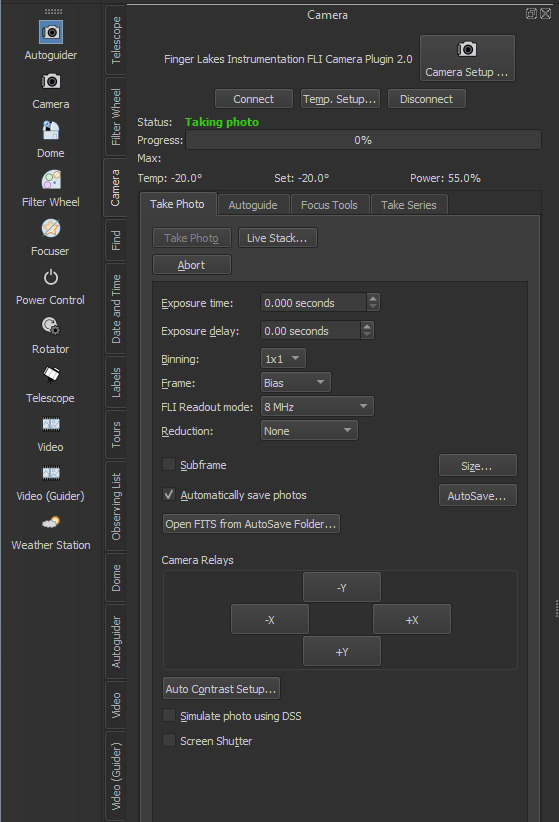 Camera
Autoguider
Camera
Dome
Filter Wheel
Focuser
Power Control
Rotator
Telescope
Video
Video (Guider)
Weather Station
Telescope
Filter Wheel
Camera
Find
Date and Time
Labels
Tours
Observing List
Dome
Autoguider
Video
Video (Guider)
Finger Lakes Instrumentation FLI Camera Plugin 2.0
Camera Setup ...
Connect Temp. Setup... Disconnect
Status: Taking photo
Progress: 0%
Max:
Temp: -20.0° Set: -20.0° Power: 55.0%
Take Photo Autoguide Focus Tools Take Series
Take Photo Live Stack...
Abort
Exposure time: 0.000 seconds
Exposure delay: 0.00 seconds
Binning: 1x1
Frame: Bias
FLI Readout mode: 8 MHz
Reduction: None
Subframe Size...
Automatically save photos AutoSave...
Open FITS from AutoSave Folder...
Camera Relays
-Y
-X +X
+Y
Auto Contrast Setup...
Simulate photo using DSS
Screen Shutter